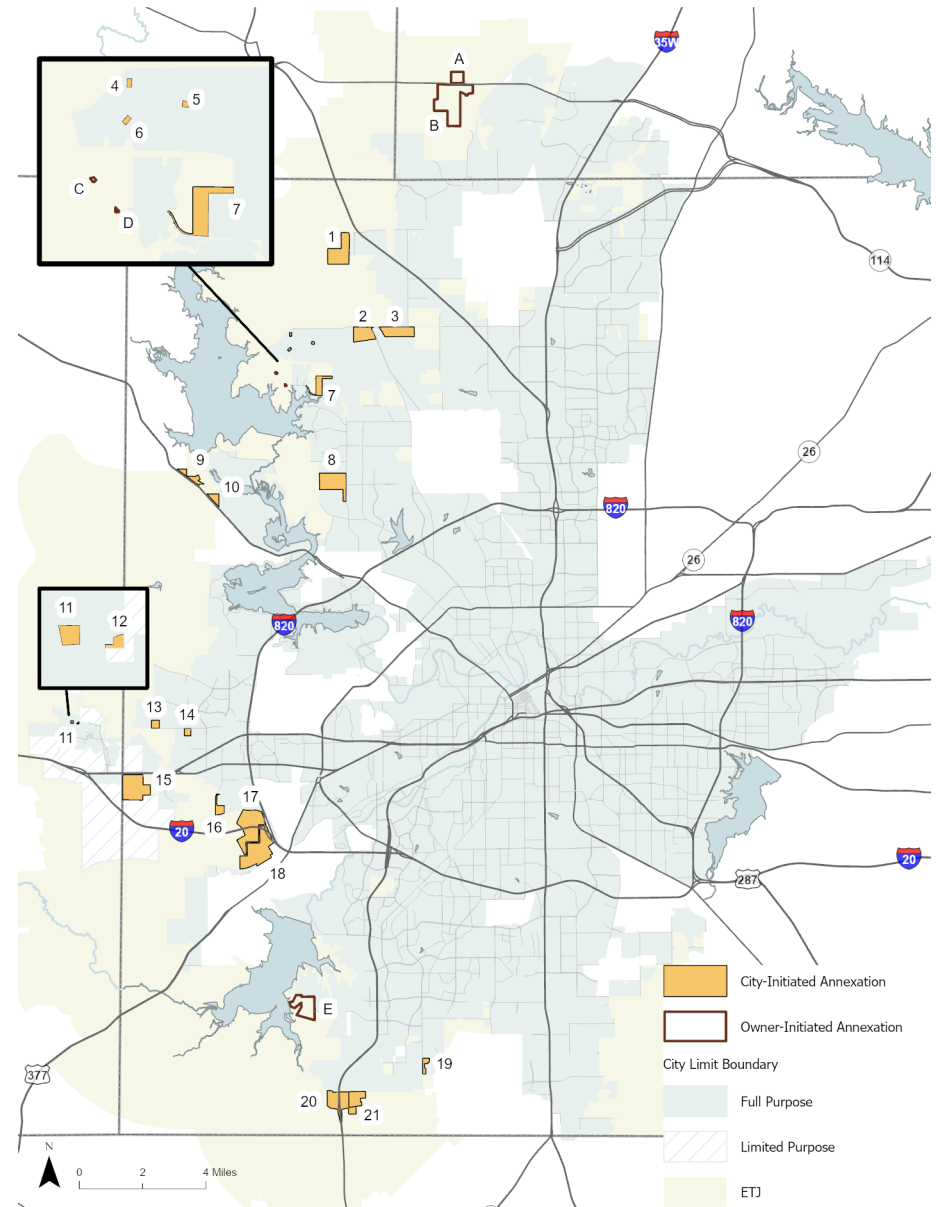 35W
A
B
4
5
6
C
D
7
1
114
2
3
7
8
9
10
26
820
26
820
820
11
12
13
14
11
15
16
17
20
18
20
287
E
19
20
21
377
City-Initiated Annexation
Owner-Initiated Annexation
City Limit Boundary
Full Purpose
Limited Purpose
ETJ
N
0 2 4 Miles